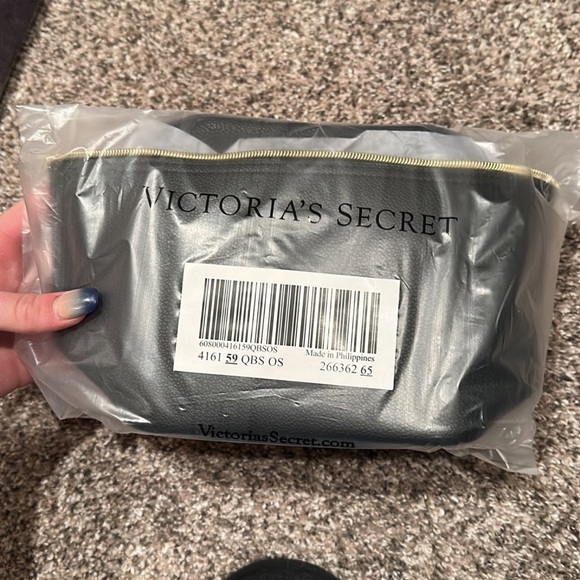 VICTORIA'S SECRET
608000416159QBSOS
Made in Philippines
4161 59 QBS OS
266362 65
VictoriasSecret.com